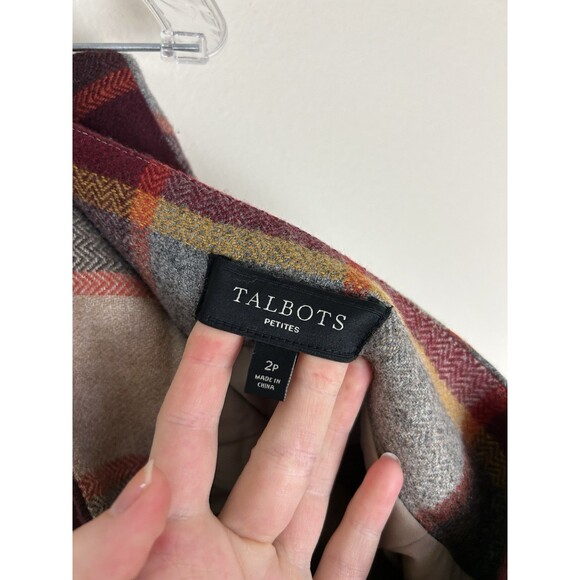 TALBOTS
PETITES
2P
MADE IN
CHINA